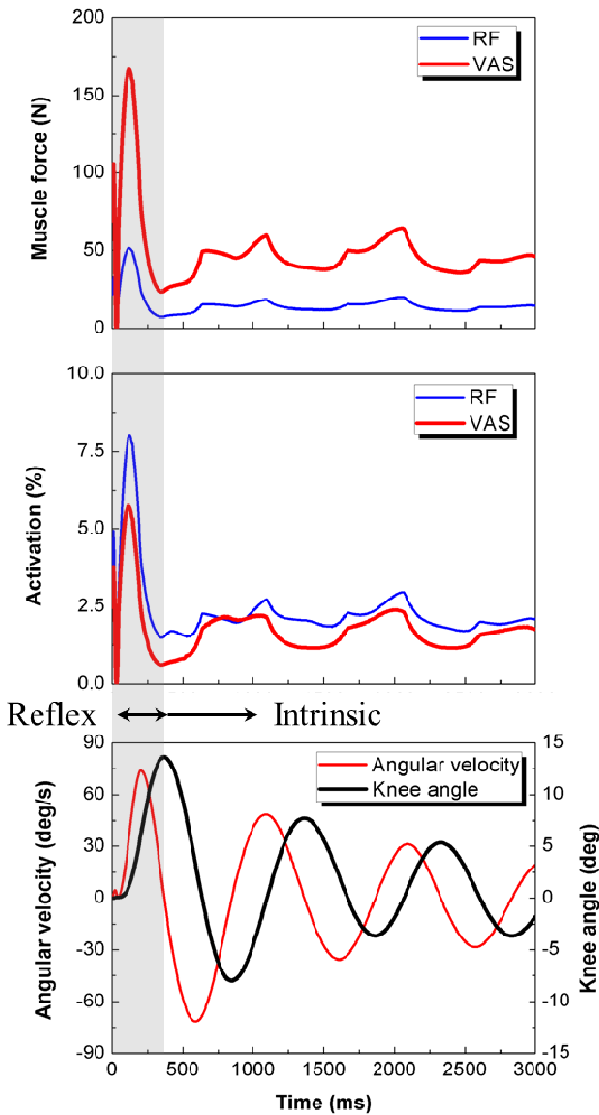 200
150
100
50
0
Muscle force (N)
RF
VAS
10.0
7.5
5.0
2.5
0.0
Activation (%)
RF
VAS
Reflex
Intrinsic
90
60
30
0
-30
-60
-90
Angular velocity (deg/s)
Angular velocity
Knee angle
15
10
5
0
-5
-10
-15
Knee angle (deg)
0 500 1000 1500 2000 2500 3000
Time (ms)